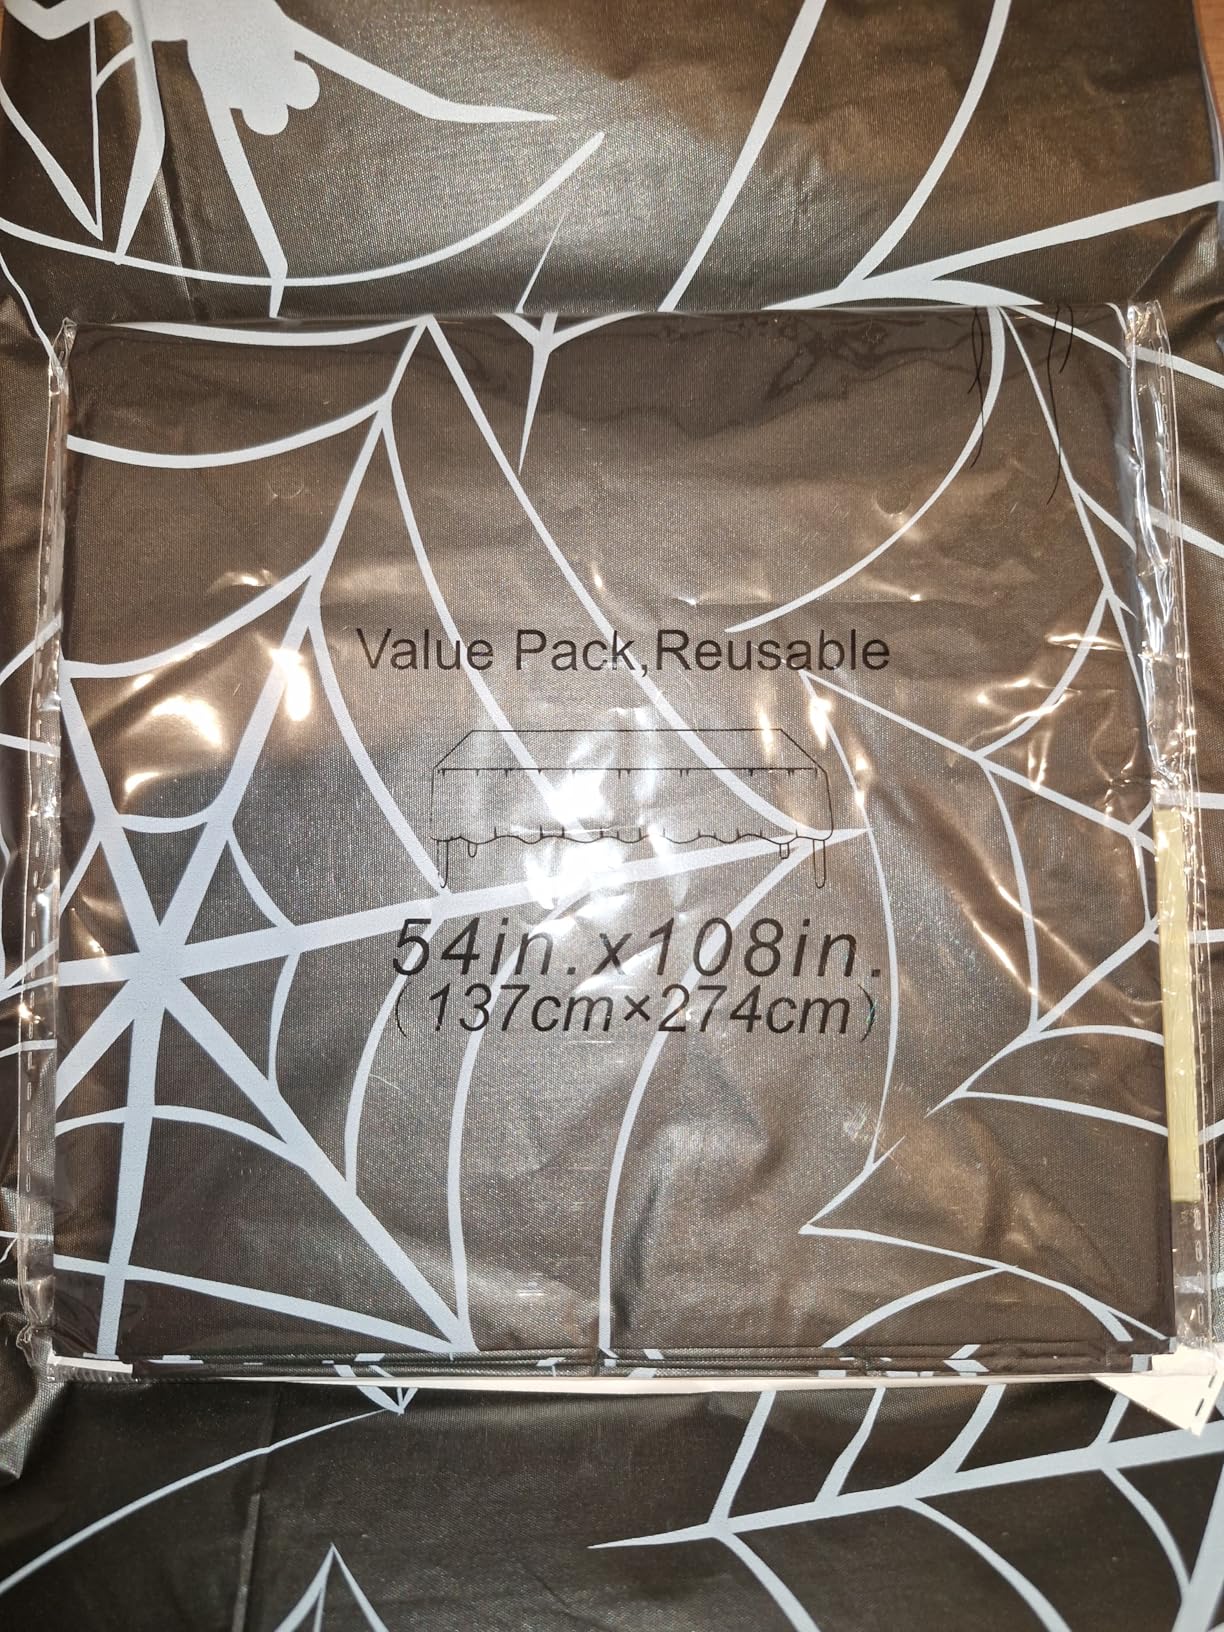 Value Pack,Reusable
54in.x108in.
(137cm×274cm)